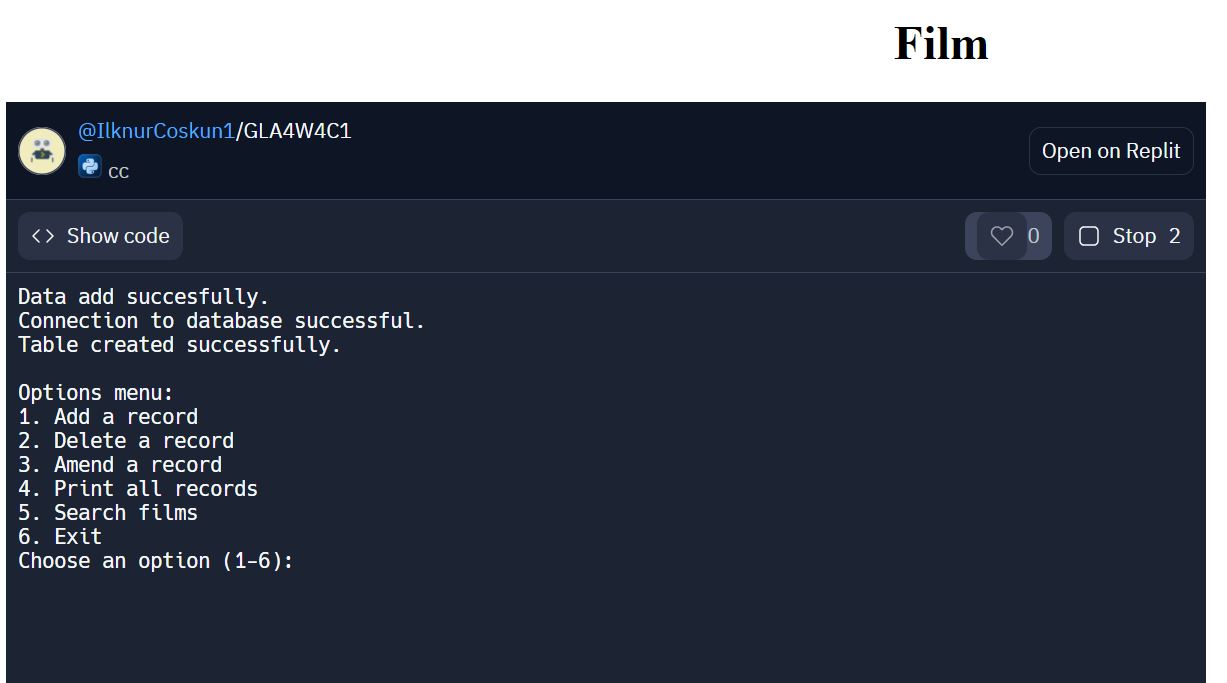 Film
@IlknurCoskun1/GLA4W4C1
cc
Open on Replit
<> Show code
0
Stop 2
Data add succesfully.
Connection to database successful.
Table created successfully.
Options menu:
1. Add a record
2. Delete a record
3. Amend a record
4. Print all records
5. Search films
6. Exit
Choose an option (1-6):